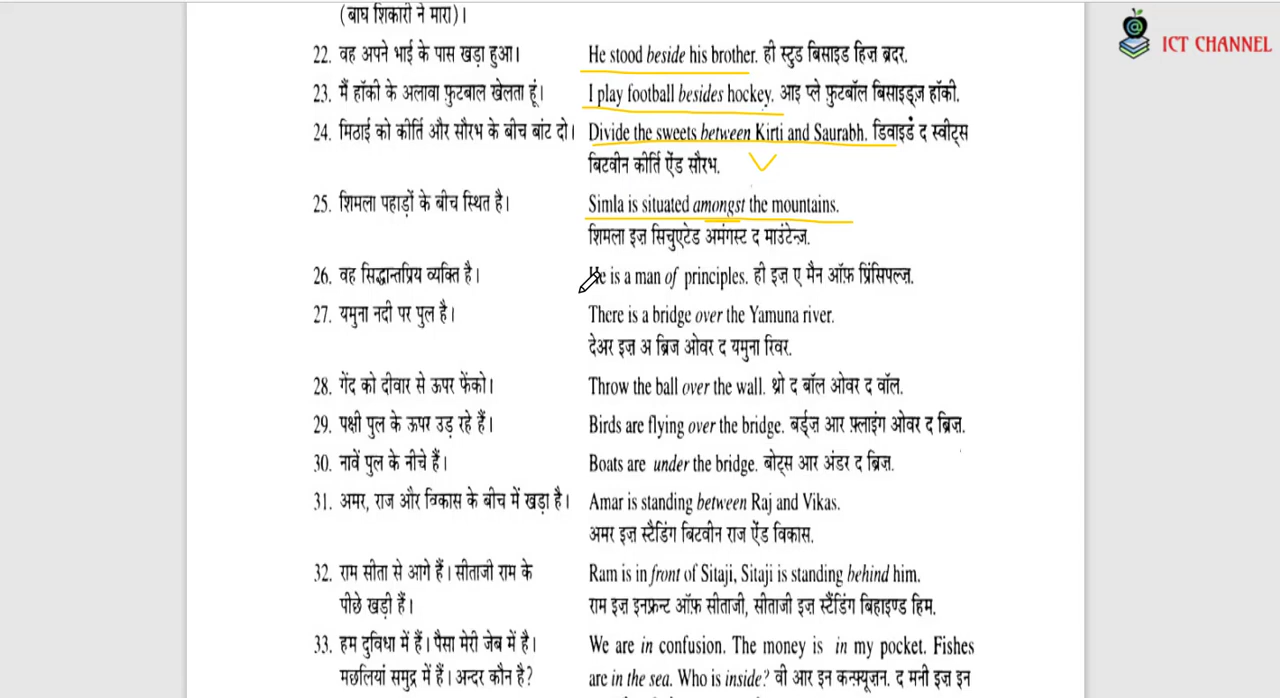 (बाघ शिकारी ने मारा)।
ICT CHANNEL
22. वह अपने भाई के पास खड़ा हुआ। He stood beside his brother. ही स्टुड बिसाइड हिज़ ब्रदर.
23. मैं हॉकी के अलावा फ़ुटबाल खेलता हूं। I play football besides hockey. आइ प्ले फ़ुटबॉल बिसाइड्ज़ हॉकी.
24. मिठाई को कीर्ति और सौरभ के बीच बांट दो। Divide the sweets between Kirti and Saurabh. डिवाइड द स्वीट्स
बिटवीन कीर्ति ऐंड सौरभ.
25. शिमला पहाड़ों के बीच स्थित है। Simla is situated amongst the mountains.
शिमला इज़ सिचुएटेड अमंगस्ट द माउंटेन्ज़.
26. वह सिद्धान्तप्रिय व्यक्ति है। He is a man of principles. ही इज़ ए मैन ऑफ़ प्रिंसिपल्ज़.
27. यमुना नदी पर पुल है। There is a bridge over the Yamuna river.
देअर इज़ अ ब्रिज ओवर द यमुना रिवर.
28. गेंद को दीवार से ऊपर फेंको। Throw the ball over the wall. थ्रो द बॉल ओवर द वॉल.
29. पक्षी पुल के ऊपर उड़ रहे हैं। Birds are flying over the bridge. बर्ड्ज़ आर फ़्लाइंग ओवर द ब्रिज़.
30. नावें पुल के नीचे हैं। Boats are under the bridge. बोट्स आर अंडर द ब्रिज़.
31. अमर, राज और विकास के बीच में खड़ा है। Amar is standing between Raj and Vikas.
अमर इज़ स्टैडिंग बिटवीन राज ऐंड विकास.
32. राम सीता से आगे हैं। सीताजी राम के Ram is in front of Sitaji, Sitaji is standing behind him.
पीछे खड़ी हैं। राम इज़ इनफ्रन्ट ऑफ़ सीताजी, सीताजी इज़ स्टैंडिंग बिहाइण्ड हिम.
33. हम दुविधा में हैं। पैसा मेरी जेब में है। We are in confusion. The money is in my pocket. Fishes
मछलियां समुद्र में हैं। अन्दर कौन है? are in the sea. Who is inside? वी आर इन कन्फ़्यूज़न. द मनी इज़ इन